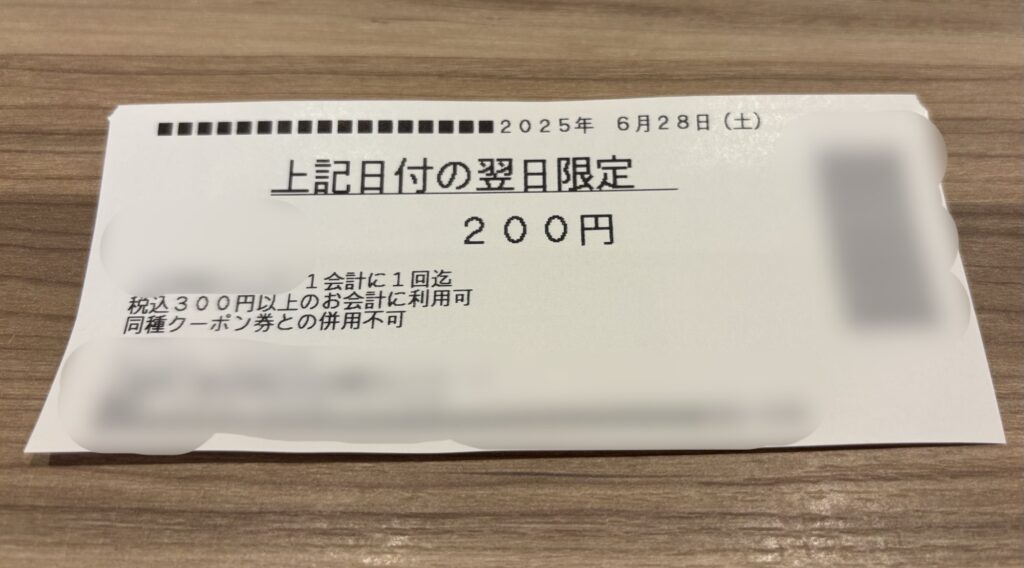 ■■■■■■■■■■■■■■■■■2025年 6月28日(土)
上記日付の翌日限定
200円
1会計に1回迄
税込300円以上のお会計に利用可
同種クーポン券との併用不可